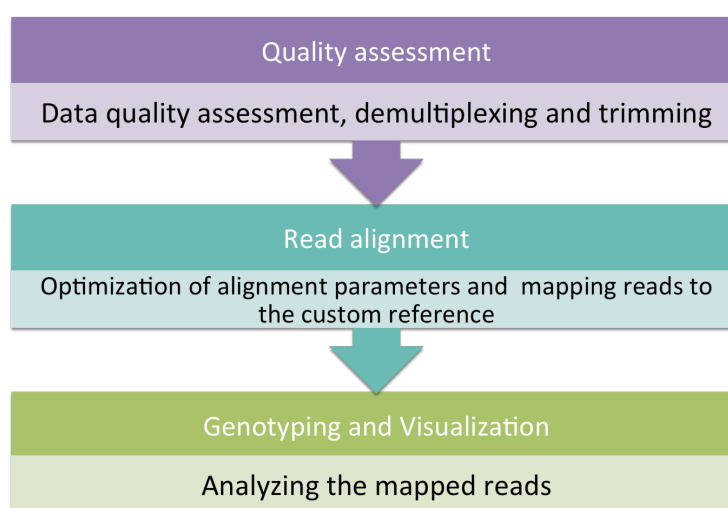 Quality assessment
Data quality assessment, demultiplexing and trimming
Read alignment
Optimization of alignment parameters and  mapping reads to
the custom reference
Genotyping and Visualization
Analyzing the mapped reads